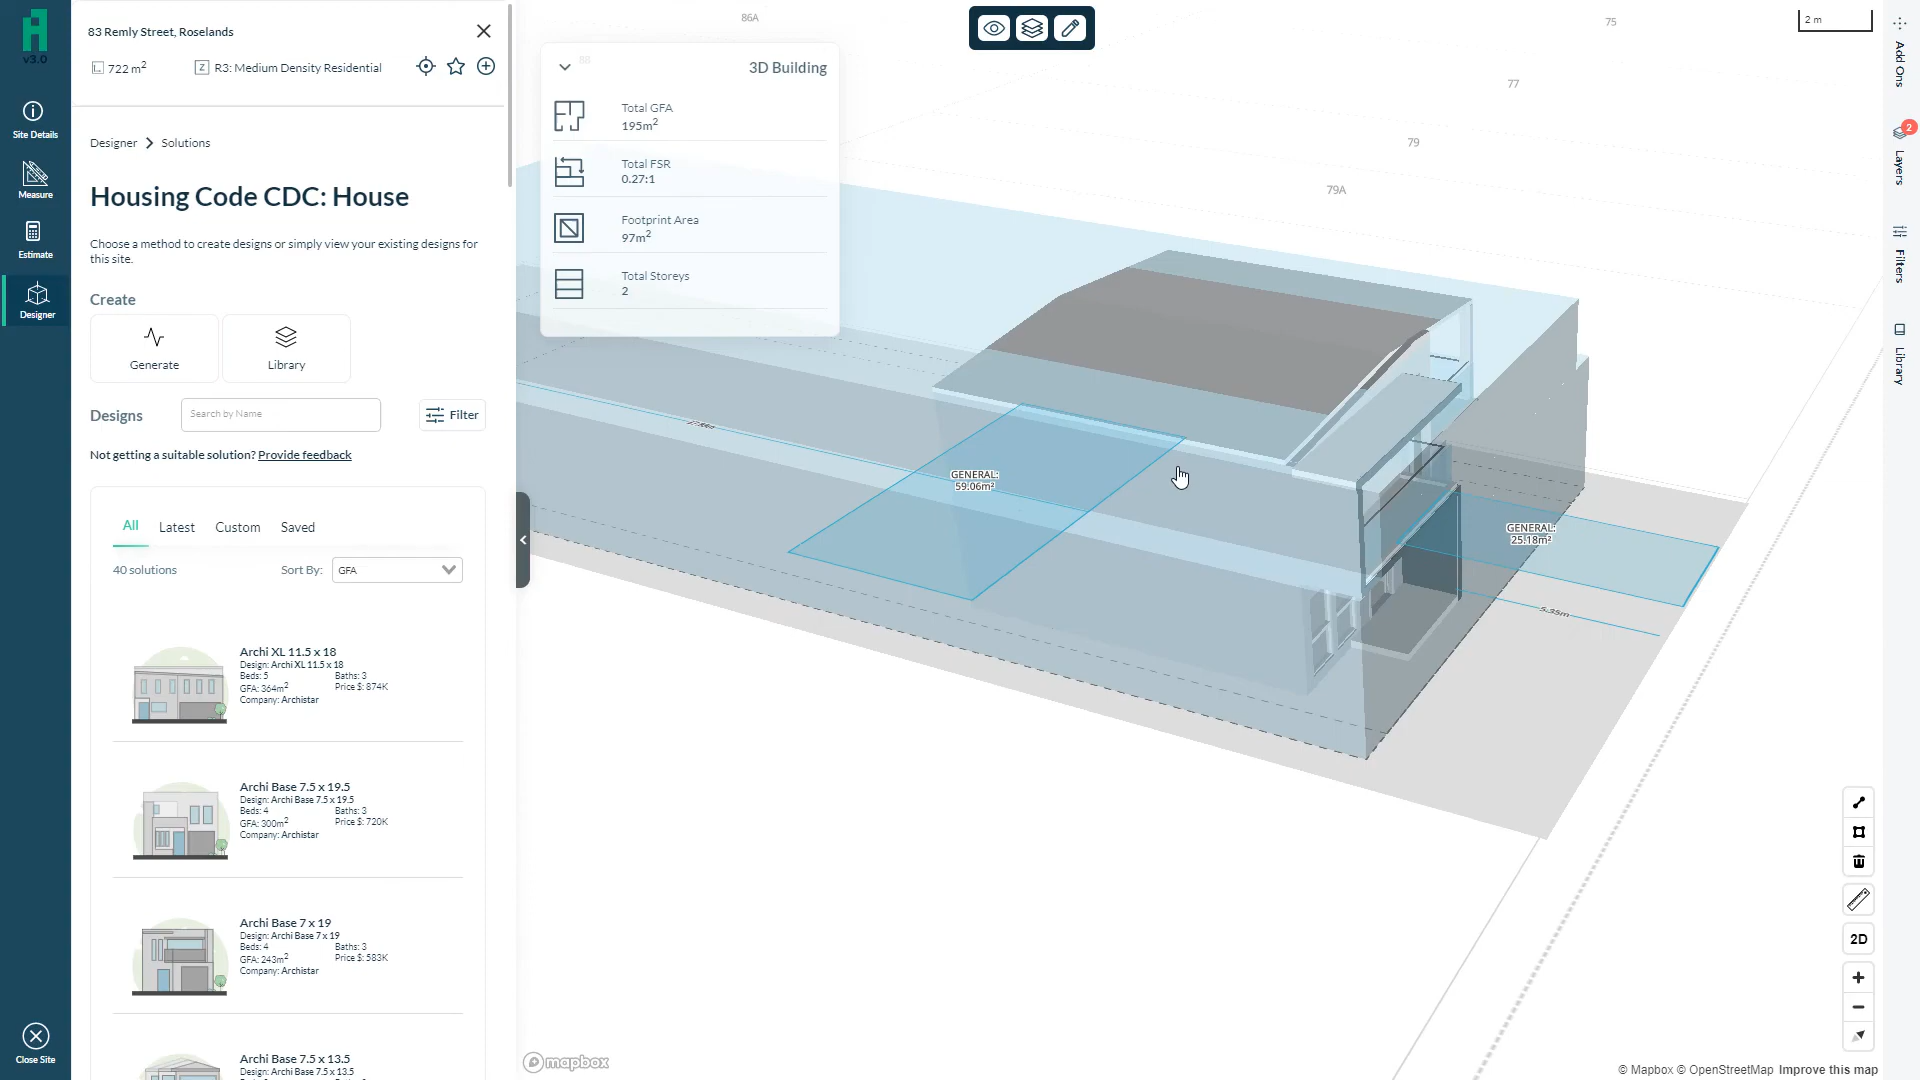 v3.0
Site Details
Measure
Estimate
Designer
Close Site
83 Remly Street, Roselands
722 m²
Z R3: Medium Density Residential
Designer > Solutions
Housing Code CDC: House
Choose a method to create designs or simply view your existing designs for
this site.
Create
Generate
Library
Designs
Search by Name
Filter
Not getting a suitable solution? Provide feedback
All Latest Custom Saved
40 solutions
Sort By: GFA
Archi XL 11.5 x 18
Design: Archi XL 11.5 x 18
Beds: 5 Baths: 3
GFA: 364m² Price $: 874K
Company: Archistar
Archi Base 7.5 x 19.5
Design: Archi Base 7.5 x 19.5
Beds: 4 Baths: 3
GFA: 300m² Price $: 720K
Company: Archistar
Archi Base 7 x 19
Design: Archi Base 7 x 19
Beds: 4 Baths: 3
GFA: 243m² Price $: 583K
Company: Archistar
Archi Base 7.5 x 13.5
Design: Archi Base 7.5 x 13.5
3D Building
Total GFA
195m²
Total FSR
0.27:1
Footprint Area
97m²
Total Storeys
2
86A
88
75
77
79
79A
2 m
GENERAL:
59.06m²
GENERAL:
25.18m²
5.35m
Add Ons
2
Layers
Filters
Library
2D
mapbox
© Mapbox © OpenStreetMap Improve this map